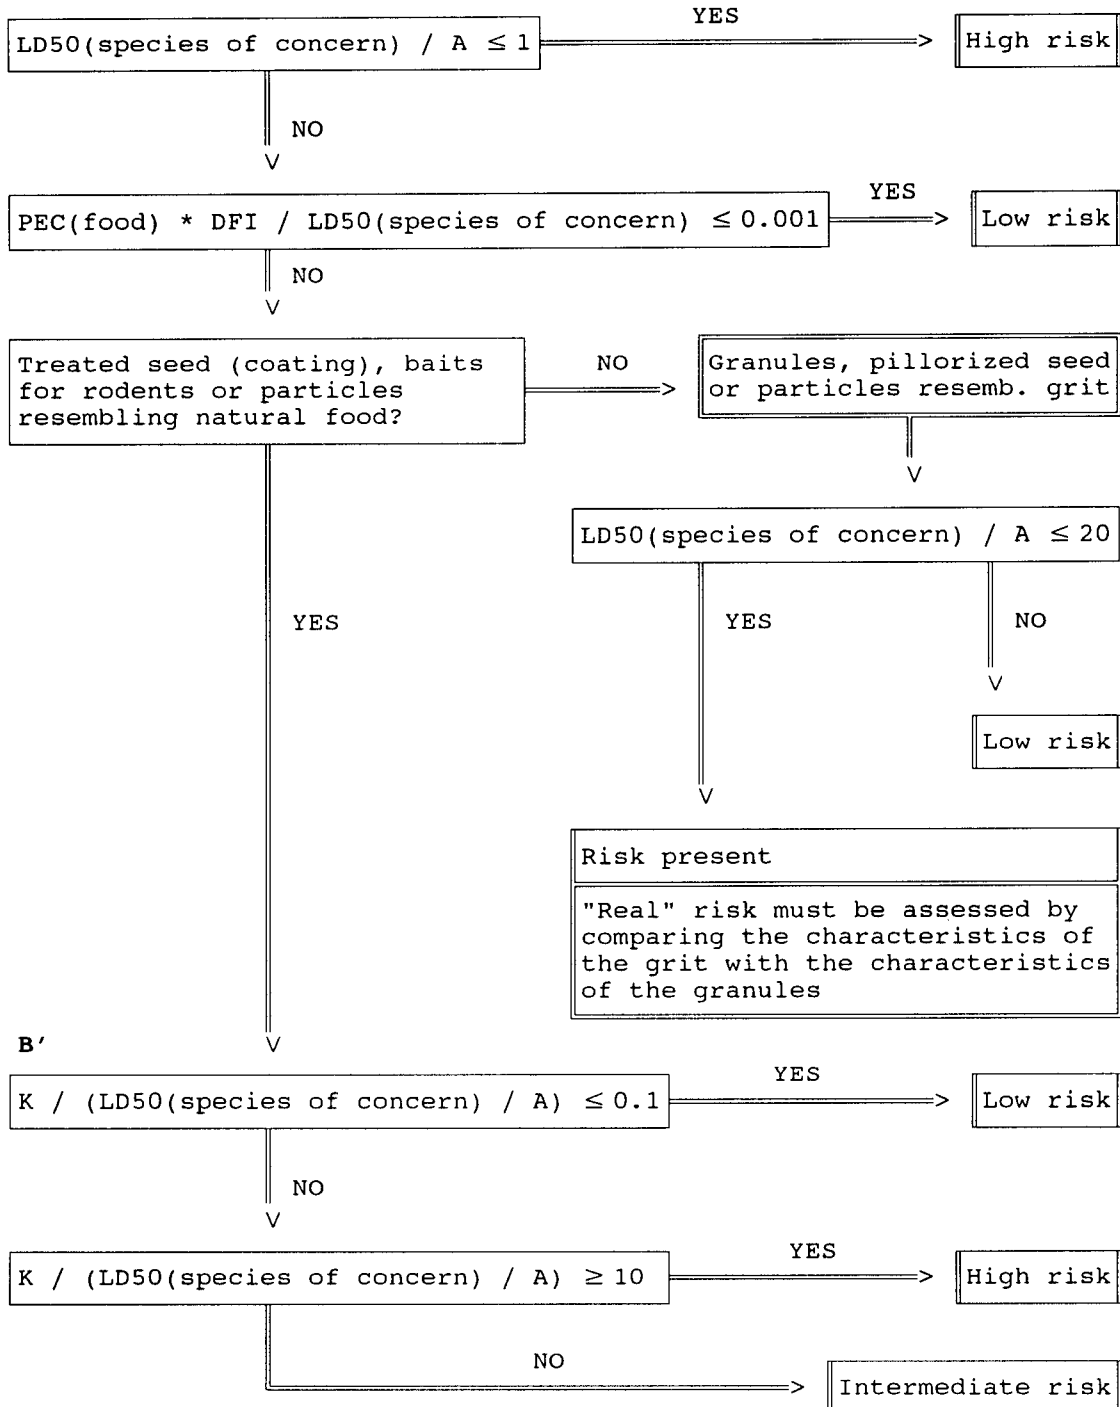 LD50(species of concern) / A ≤ 1
YES
High risk
NO
PEC(food) * DFI / LD50(species of concern) ≤ 0.001
YES
Low risk
NO
Treated seed (coating), baits
for rodents or particles
resembling natural food?
NO
Granules, pillorized seed
or particles resemb. grit
LD50(species of concern) / A ≤ 20
YES
YES
NO
Low risk
Risk present
"Real" risk must be assessed by
comparing the characteristics of
the grit with the characteristics
of the granules
B'
K / (LD50(species of concern) / A) ≤ 0.1
YES
Low risk
NO
K / (LD50(species of concern) / A) ≥ 10
YES
High risk
NO
Intermediate risk